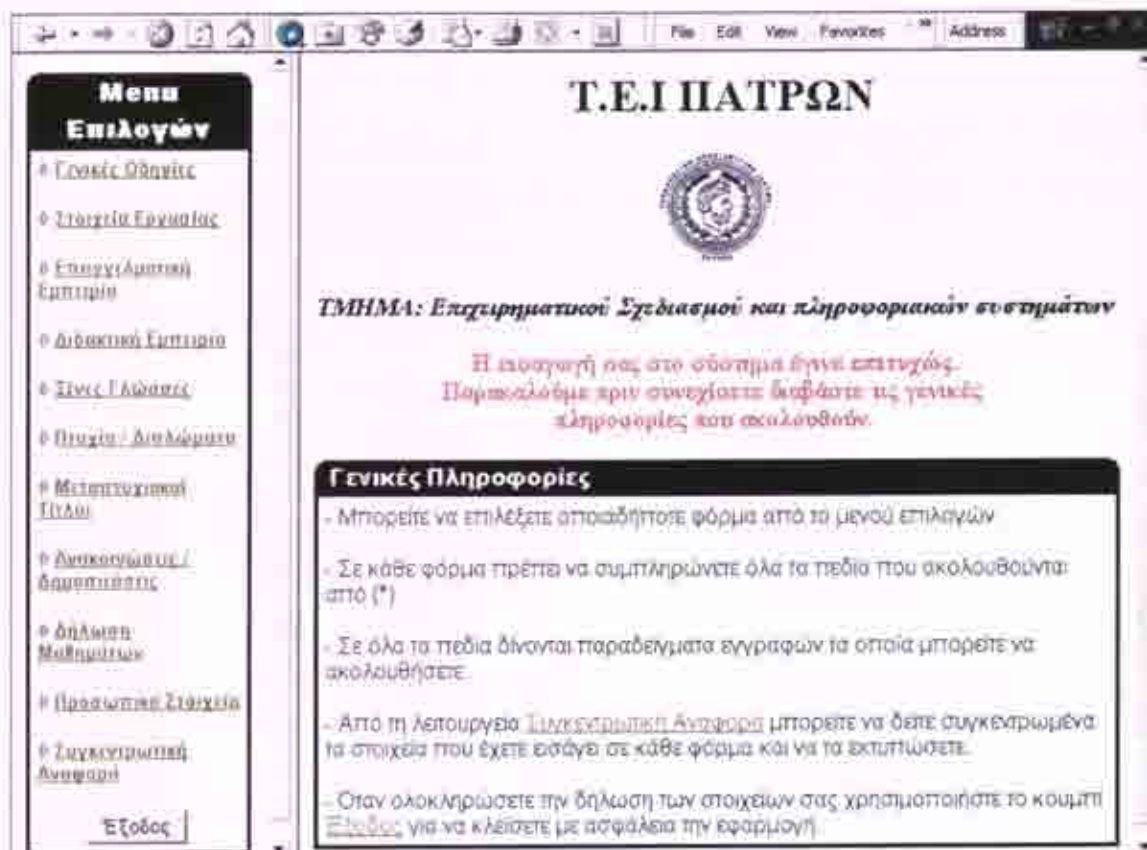 File Edit View Favorites » Address
Menu
Επιλογών
Γενικές Οδηγίες
Στοιχεία Εργασίας
Επαγγελματική
Εμπειρία
Διδακτική Εμπειρία
Ξένες Γλώσσες
Πτυχία / Διπλώματα
Μεταπτυχιακοί
Τίτλοι
Ανακοινώσεις /
Δημοσιεύσεις
Δήλωση
Μαθημάτων
Προσωπικά Στοιχεία
Συγκεντρωτική
Αναφορά
Έξοδος
Τ.Ε.Ι ΠΑΤΡΩΝ
ΤΜΗΜΑ: Επιχειρηματικού Σχεδιασμού και πληροφοριακών συστημάτων
Η εισαγωγή σας στο σύστημα έγινε επιτυχώς.
Παρακαλούμε πριν συνεχίσετε διαβάστε τις γενικές
πληροφορίες που ακολουθούν.
Γενικές Πληροφορίες
- Μπορείτε να επιλέξετε οποιαδήποτε φόρμα από το μενού επιλογών
- Σε κάθε φόρμα πρέπει να συμπληρώνετε όλα τα πεδία που ακολουθούνται
από (*)
- Σε όλα τα πεδία δίνονται παραδείγματα εγγραφών τα οποία μπορείτε να
ακολουθήσετε.
- Από τη λειτουργεία Συγκεντρωτική Αναφορά μπορείτε να δείτε συγκεντρωμένα
τα στοιχεία που έχετε εισάγει σε κάθε φόρμα και να τα εκτυπώσετε.
- Οταν ολοκληρώσετε την δήλωση των στοιχείων σας χρησιμοποιήστε το κουμπί
Έξοδος για να κλείσετε με ασφάλεια την εφαρμογή.